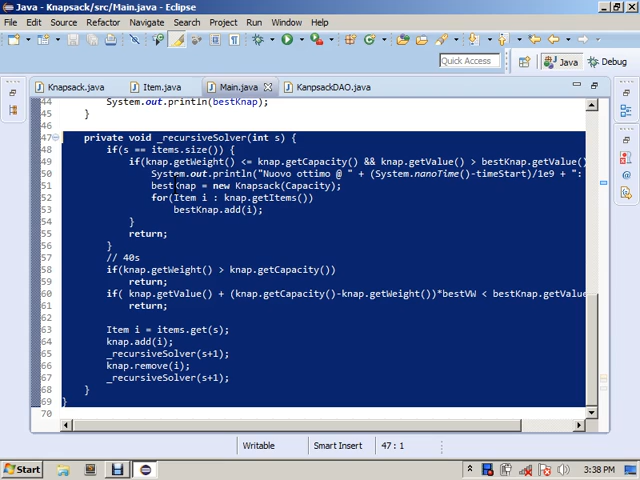 Java - Knapsack/src/Main.java - Eclipse
File Edit Source Refactor Navigate Search Project Run Window Help
Quick Access Java Debug
Knapsack.java Item.java Main.java KanpsackDAO.java
44 System.out.println(bestKnap);
45 }
46
47 private void _recursiveSolver(int s) {
48 if(s == items.size()) {
49 if(knap.getWeight() <= knap.getCapacity() && knap.getValue() > bestKnap.getValue()
50 System.out.println("Nuovo ottimo @ " + (System.nanoTime()-timeStart)/1e9 + ":
51 bestKnap = new Knapsack(Capacity);
52 for(Item i : knap.getItems())
53 bestKnap.add(i);
54 }
55 return;
56 }
57 // 40s
58 if(knap.getWeight() > knap.getCapacity())
59 return;
60 if( knap.getValue() + (knap.getCapacity()-knap.getWeight())*bestVW < bestKnap.getValue
61 return;
62
63 Item i = items.get(s);
64 knap.add(i);
65 _recursiveSolver(s+1);
66 knap.remove(i);
67 _recursiveSolver(s+1);
68 }
69 }
70
Writable Smart Insert 47 : 1
Start 3:38 PM